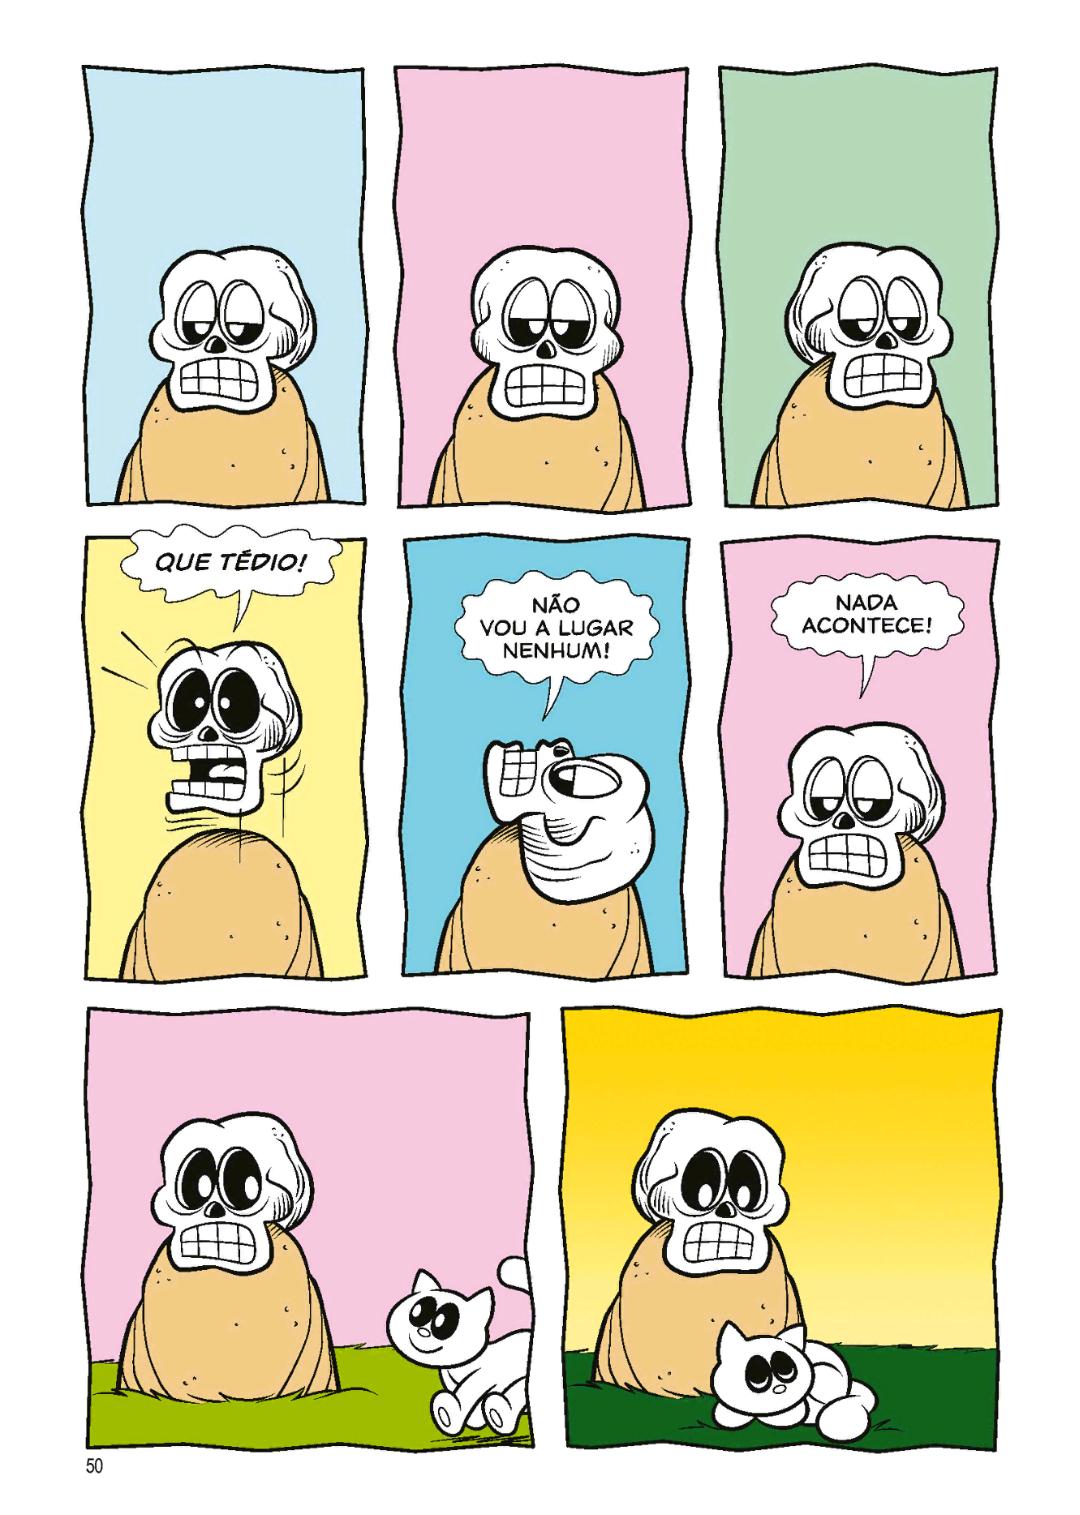 QUE TÉDIO!
NÃO
VOU A LUGAR
NENHUM!
NADA
ACONTECE!
50